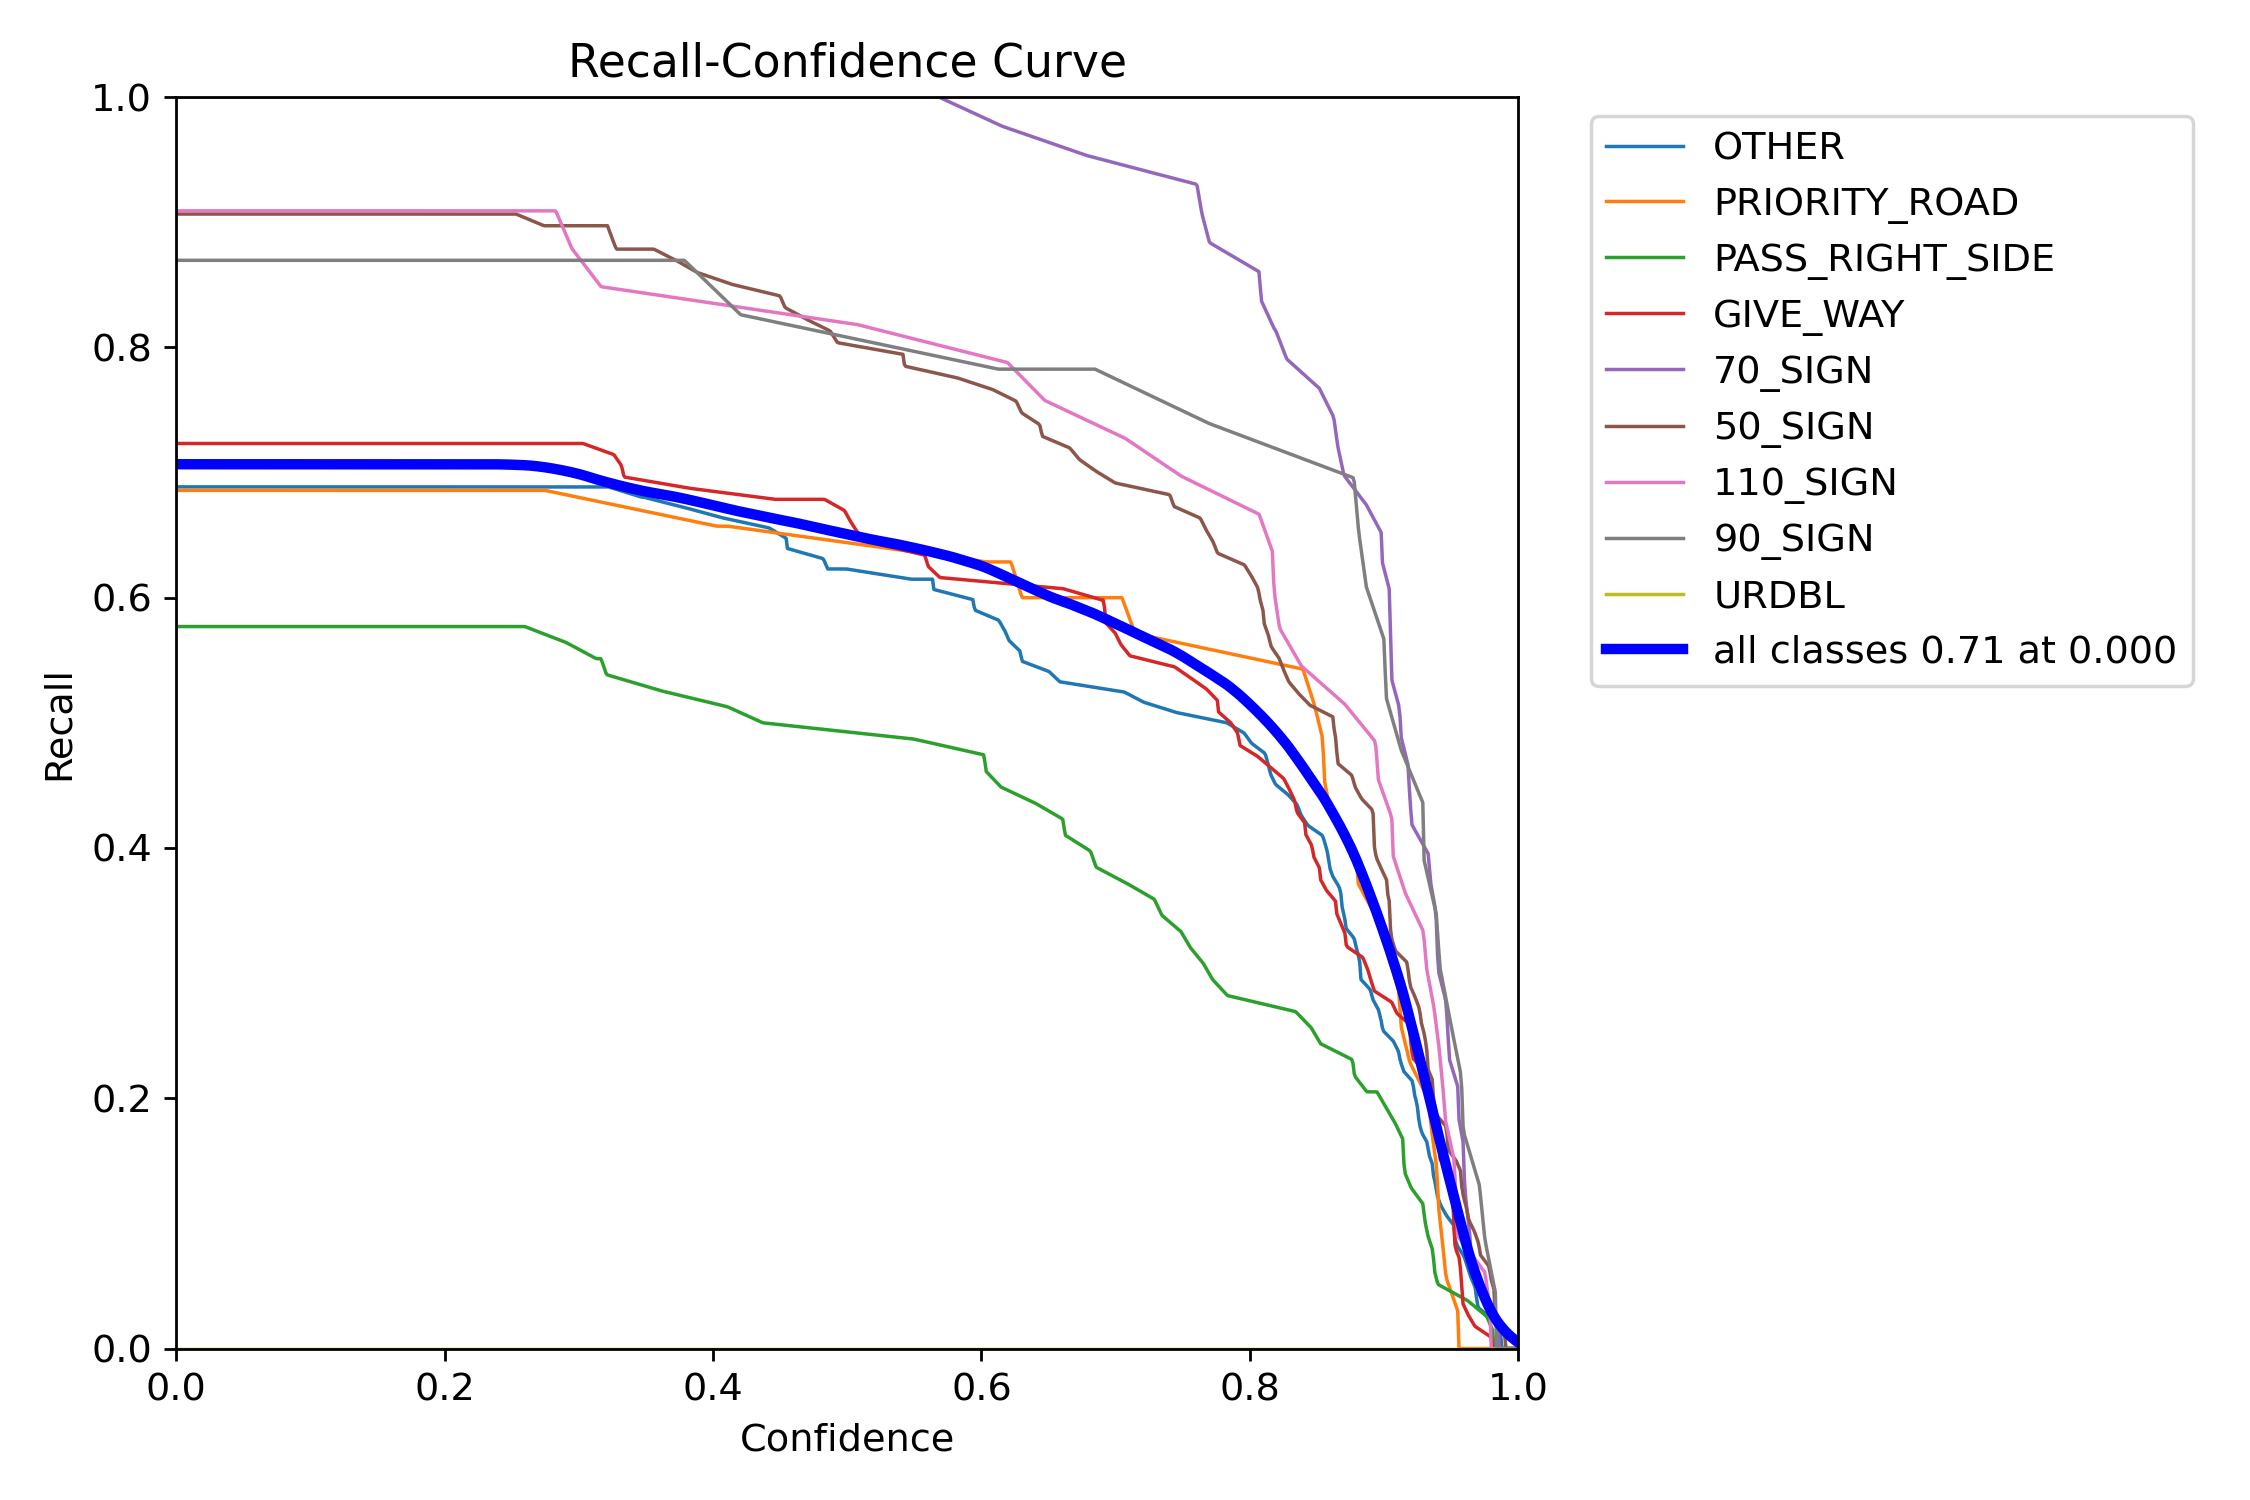 Recall-Confidence Curve
1.0
0.8
0.6
0.4
0.2
0.0
Recall
0.0 0.2 0.4 0.6 0.8 1.0
Confidence
OTHER
PRIORITY_ROAD
PASS_RIGHT_SIDE
GIVE_WAY
70_SIGN
50_SIGN
110_SIGN
90_SIGN
URDBL
all classes 0.71 at 0.000